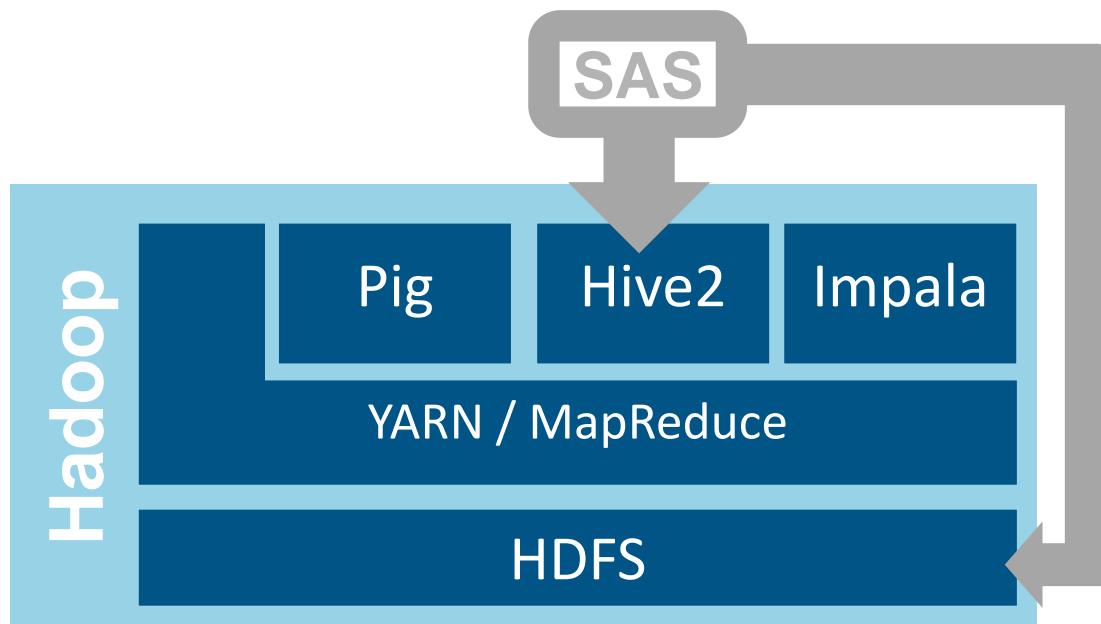 SAS
Hadoop
Pig
Hive2
Impala
YARN / MapReduce
HDFS